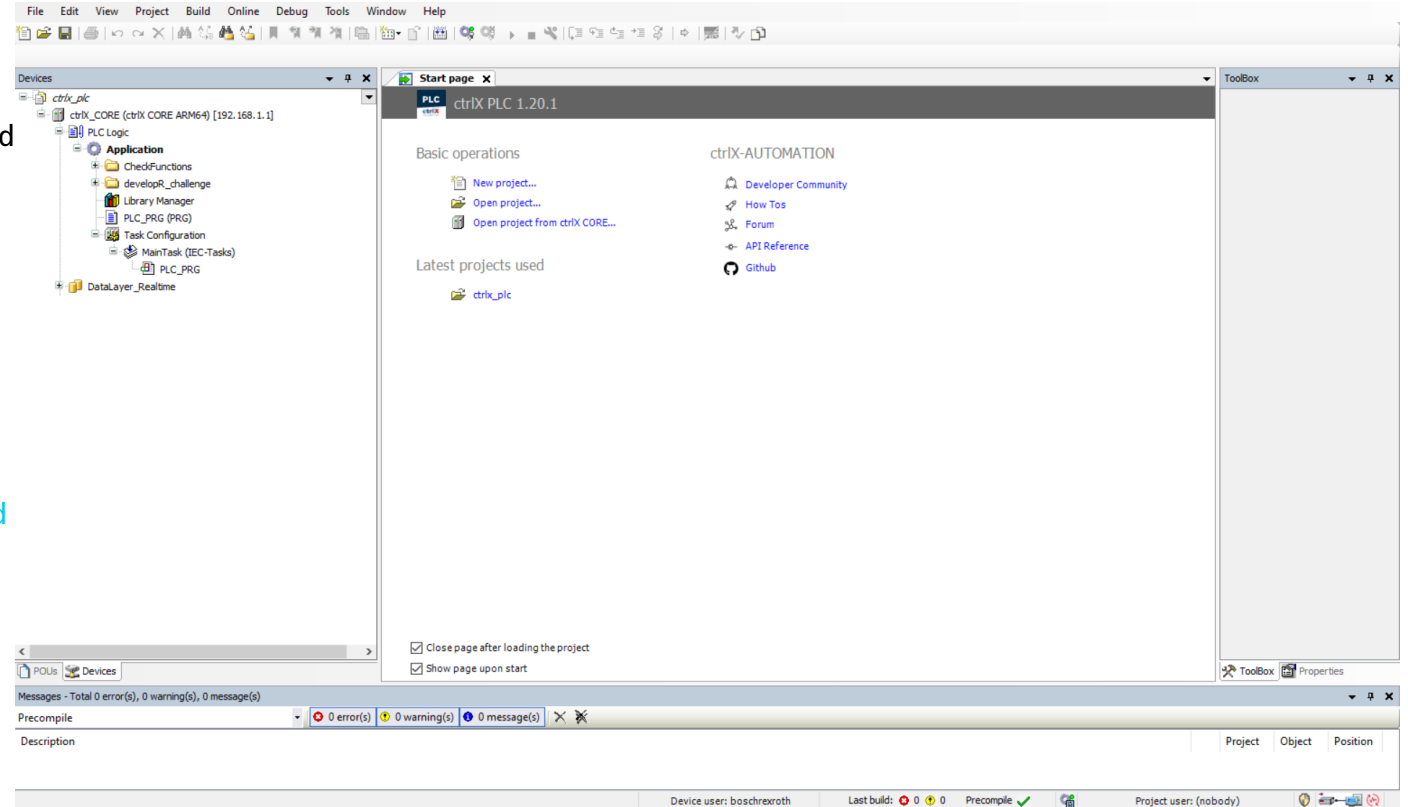 File Edit View Project Build Online Debug Tools Window Help
Devices
Start page
ToolBox
ctrlx_plc
ctrlX_CORE (ctrlX CORE ARM64) [192.168.1.1]
PLC Logic
Application
CheckFunctions
developR_challenge
Library Manager
PLC_PRG (PRG)
Task Configuration
MainTask (IEC-Tasks)
PLC_PRG
DataLayer_Realtime
d
d
PLC
ctrlX
ctrlX PLC 1.20.1
Basic operations
New project...
Open project...
Open project from ctrlX CORE...
Latest projects used
ctrlx_plc
ctrlX-AUTOMATION
Developer Community
How Tos
Forum
API Reference
Github
Close page after loading the project
Show page upon start
POUs Devices
ToolBox Properties
Messages - Total 0 error(s), 0 warning(s), 0 message(s)
Precompile 0 error(s) 0 warning(s) 0 message(s)
Description Project Object Position
Device user: boschrexroth Last build: 0 0 Precompile Project user: (nobody)